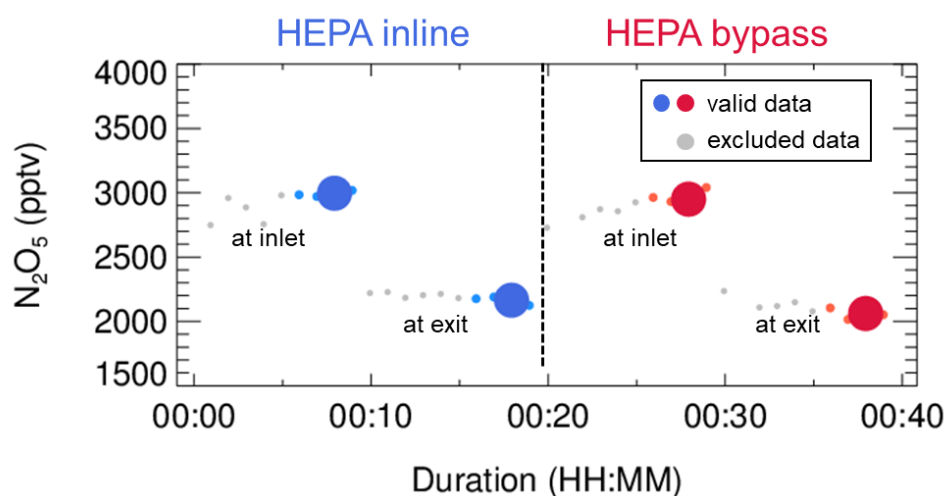 HEPA inline
HEPA bypass
4000
3500
3000
2500
2000
1500
N₂O₅ (pptv)
valid data
excluded data
at inlet
at inlet
at exit
at exit
00:00
00:10
00:20
00:30
00:40
Duration (HH:MM)